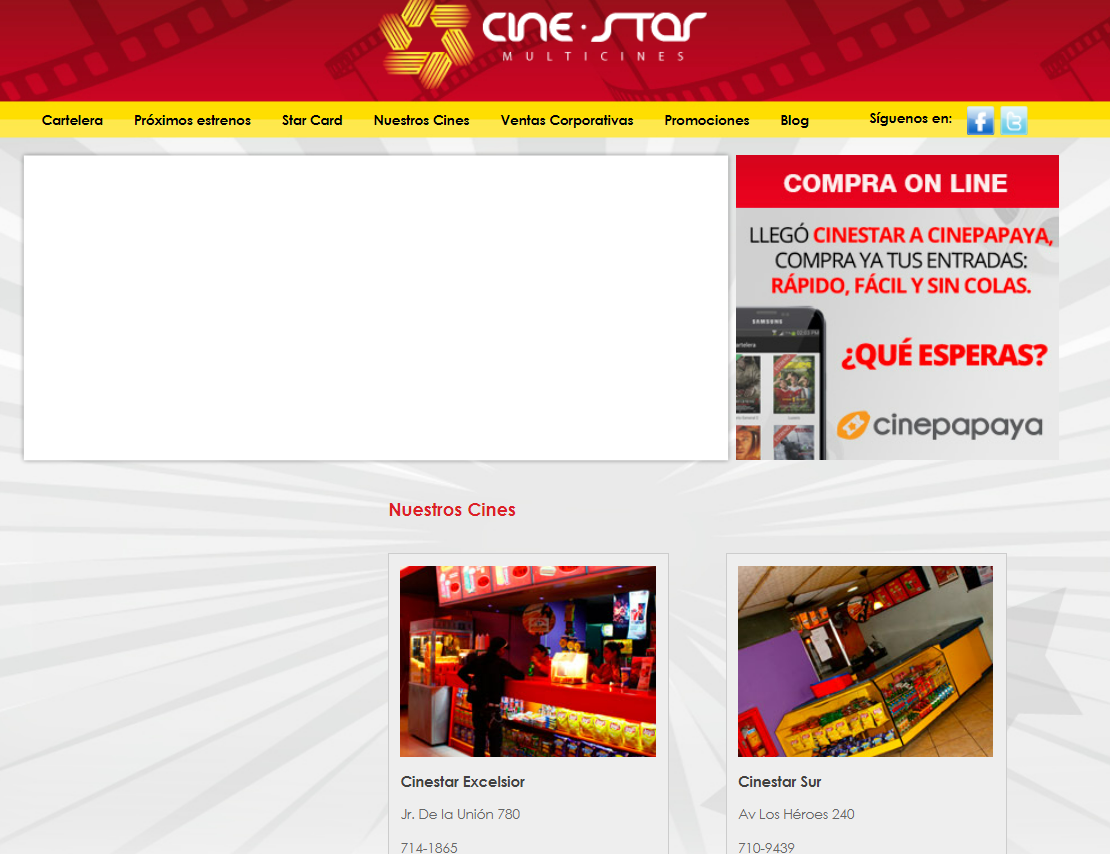 CINE·STAR
MULTICINES
Cartelera
Próximos estrenos
Star Card
Nuestros Cines
Ventas Corporativas
Promociones
Blog
Síguenos en:
COMPRA ON LINE
LLEGÓ CINESTAR A CINEPAPAYA,
COMPRA YA TUS ENTRADAS:
RÁPIDO, FÁCIL Y SIN COLAS.
SAMSUNG
¿QUÉ ESPERAS?
cinepapaya
Nuestros Cines
Cinestar Excelsior
Jr. De la Unión 780
714-1865
Cinestar Sur
Av Los Héroes 240
710-9439